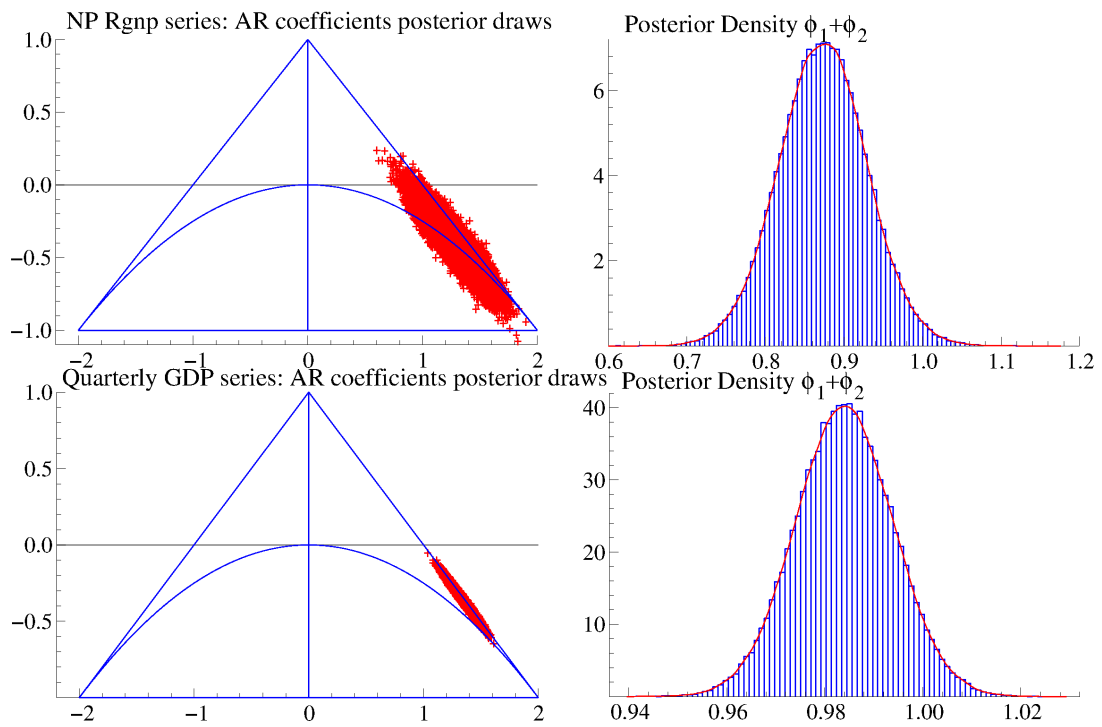 NP Rgnp series: AR coefficients posterior draws
1.0
0.5
0.0
−0.5
−1.0
−2 −1 0 1 2
Posterior Density ϕ1+ϕ2
6
4
2
0.6 0.7 0.8 0.9 1.0 1.1 1.2
Quarterly GDP series: AR coefficients posterior draws
1.0
0.5
0.0
−0.5
−2 −1 0 1 2
Posterior Density ϕ1+ϕ2
40
30
20
10
0.94 0.96 0.98 1.00 1.02